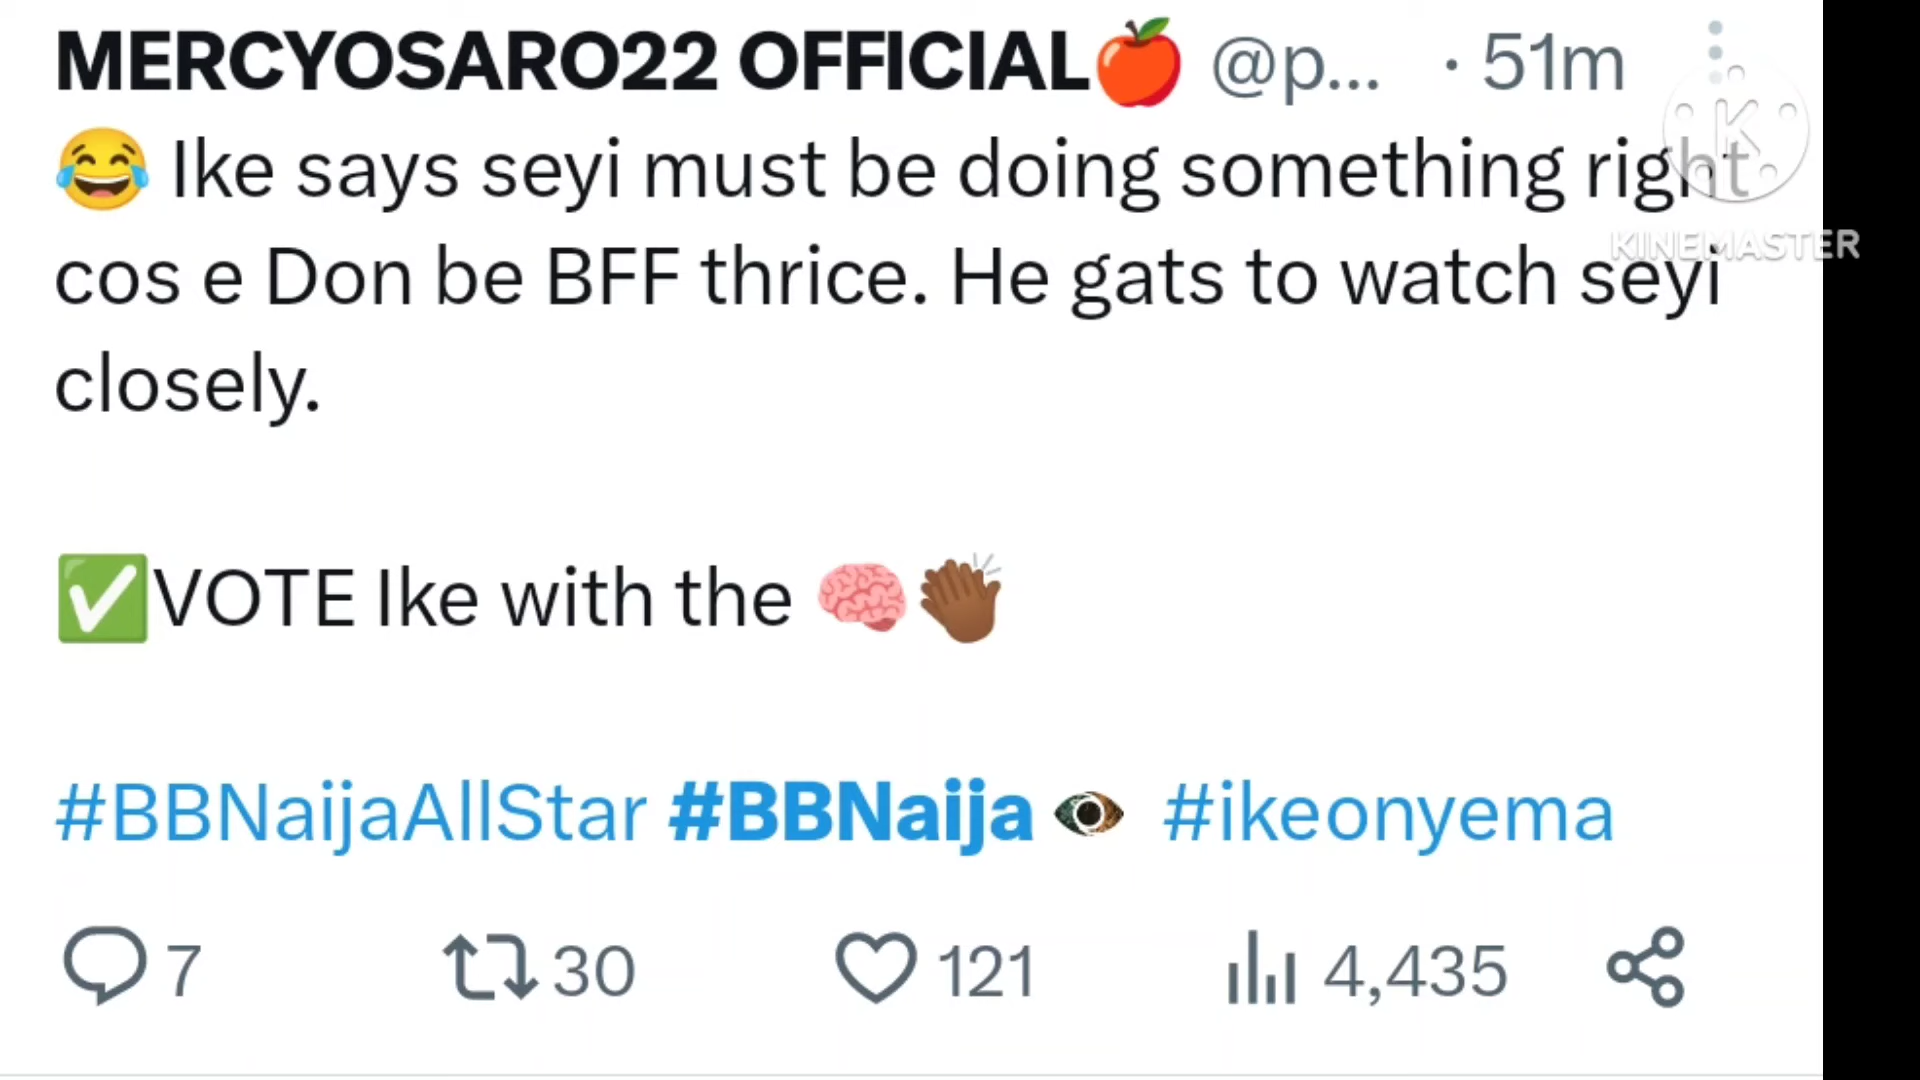 MERCYOSARO22 OFFICIAL🍎 @p... · 51m
😂 Ike says seyi must be doing something right
cos e Don be BFF thrice. He gats to watch seyi
closely.
✅VOTE Ike with the 🧠👏🏾
#BBNaijaAllStar #BBNaija #ikeonyema
7 30 121 4,435
K
KINEMASTER